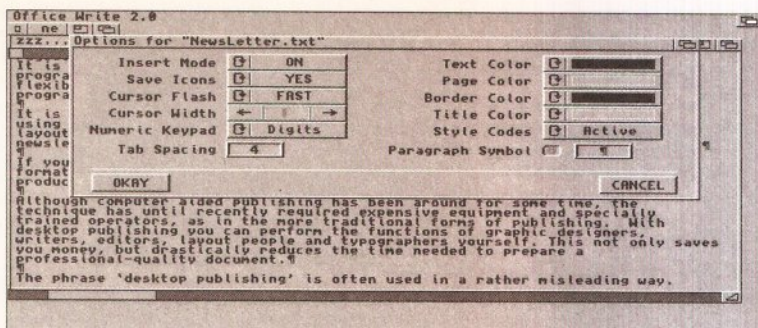 Office Write 2.0
ne
zzz... Options for "NewsLetter.txt"
Insert Mode ON Text Color
Save Icons YES Page Color
Cursor Flash FAST Border Color
Cursor Width ← → Title Color
Numeric Keypad Digits Style Codes Active
Tab Spacing 4 Paragraph Symbol ¶
OKAY CANCEL
It is
progra
flexib
progra
¶
It is
using
layout
newsle ¶
¶
If you
format
produc
¶
Although computer aided publishing has been around for some time, the
technique has until recently required expensive equipment and specially
trained operators, as in the more traditional forms of publishing. With
desktop publishing you can perform the functions of graphic designers,
writers, editors, layout people and typographers yourself. This not only saves
you money, but drastically reduces the time needed to prepare a
professional-quality document.¶
¶
The phrase 'desktop publishing' is often used in a rather misleading way.